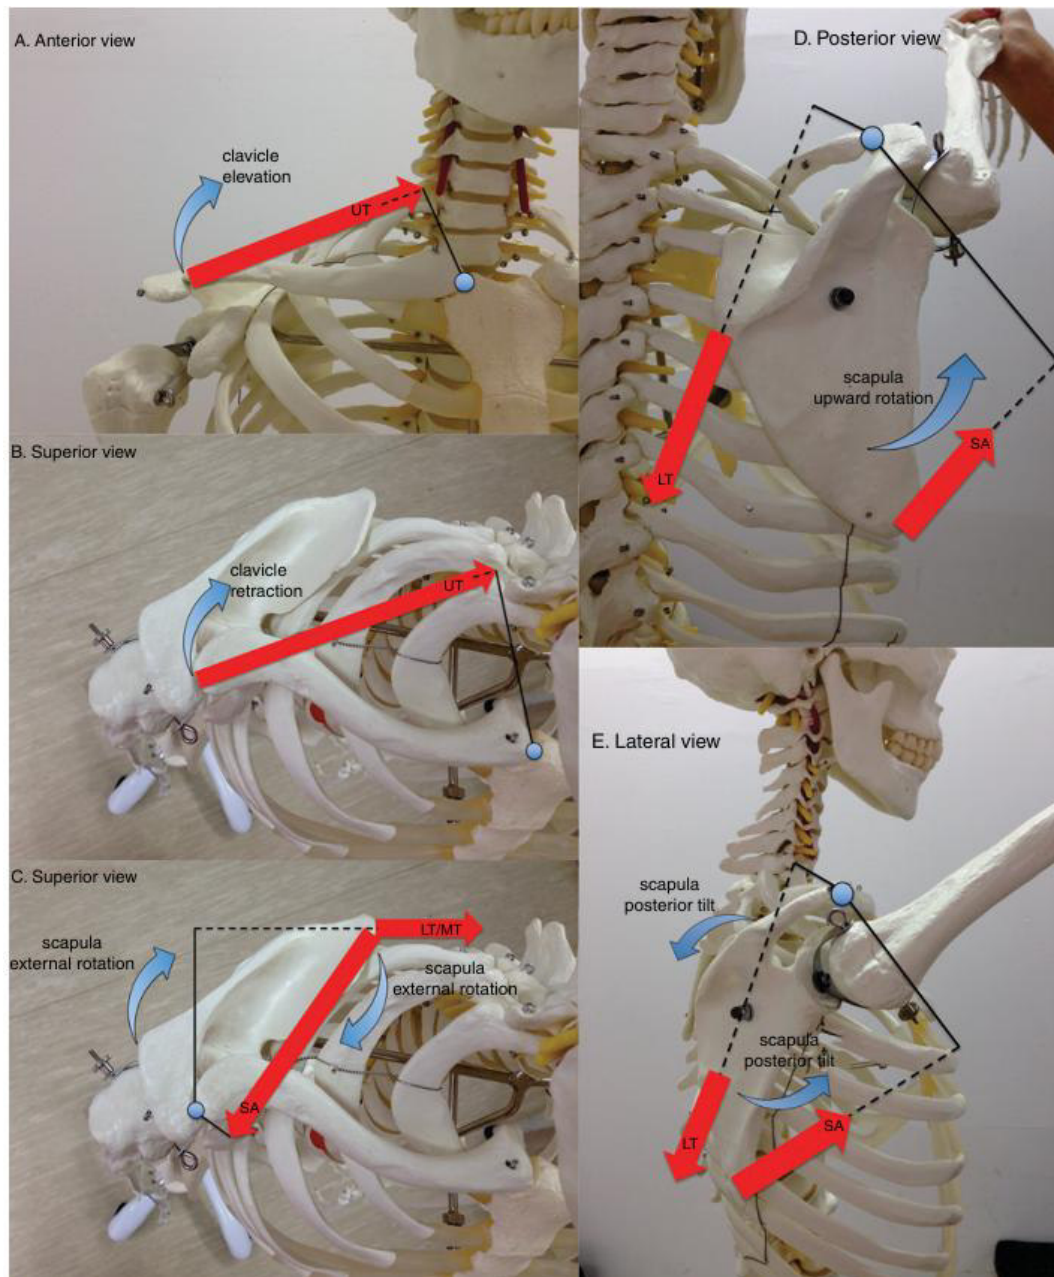 A. Anterior view
clavicle
elevation
UT
B. Superior view
clavicle
retraction
UT
C. Superior view
scapula
external rotation
LT/MT
scapula
external rotation
SA
D. Posterior view
scapula
upward rotation
SA
LT
E. Lateral view
scapula
posterior tilt
scapula
posterior tilt
SA
LT